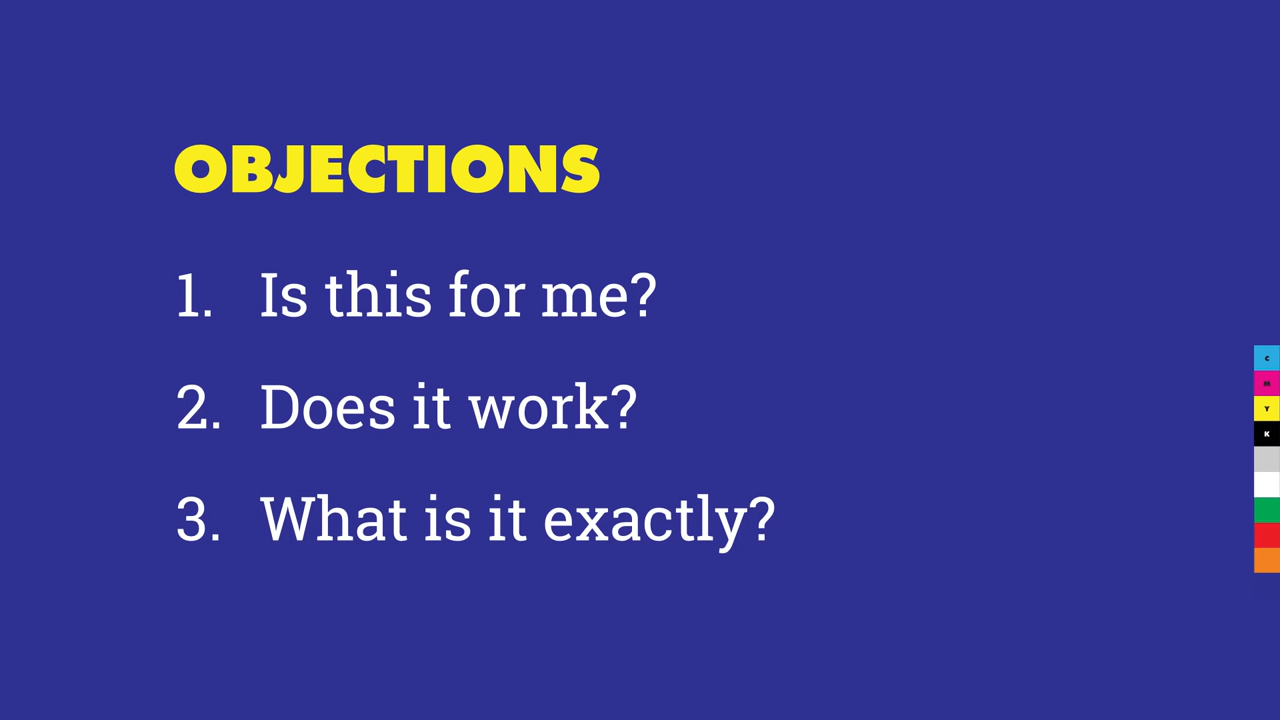 OBJECTIONS
1. Is this for me?
2. Does it work?
3. What is it exactly?
C
M
Y
K